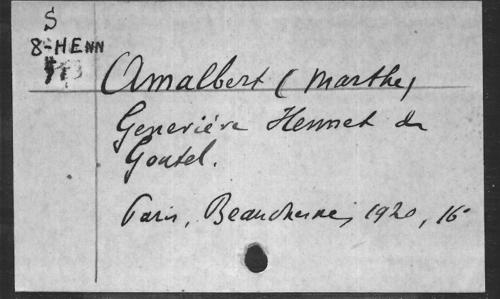 S
8-HENN
Amalbert (Marthe)
Geneviève Hennet de
Goutel.
Paris, Beauchesne, 1920, 16°